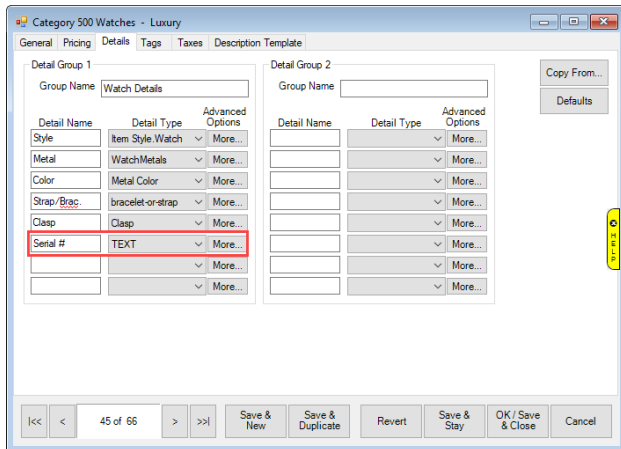 Category 500 Watches - Luxury
General Pricing Details Tags Taxes Description Template
Detail Group 1
Group Name Watch Details
Detail Name Detail Type Advanced Options
Style Item Style.Watch More...
Metal WatchMetals More...
Color Metal Color More...
Strap/Brac. bracelet-or-strap More...
Clasp Clasp More...
Serial # TEXT More...
More...
More...
Detail Group 2
Group Name
Detail Name Detail Type Advanced Options
More...
More...
More...
More...
More...
More...
More...
More...
Copy From...
Defaults
HELP
|<< < 45 of 66 > >>| Save & New Save & Duplicate Revert Save & Stay OK / Save & Close Cancel